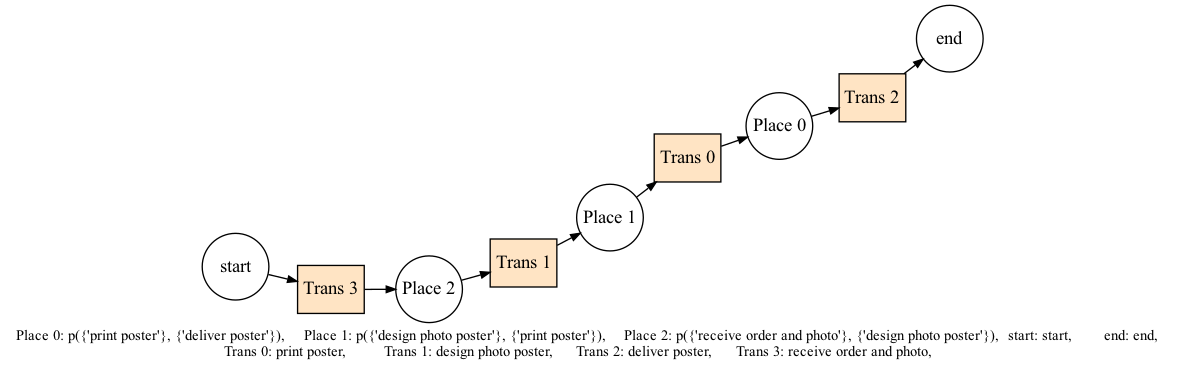 end
Trans 2
Place 0
Trans 0
Place 1
Trans 1
start
Trans 3
Place 2
Place 0: p({'print poster'}, {'deliver poster'}), Place 1: p({'design photo poster'}, {'print poster'}), Place 2: p({'receive order and photo'}, {'design photo poster'}), start: start, end: end,
Trans 0: print poster, Trans 1: design photo poster, Trans 2: deliver poster, Trans 3: receive order and photo,